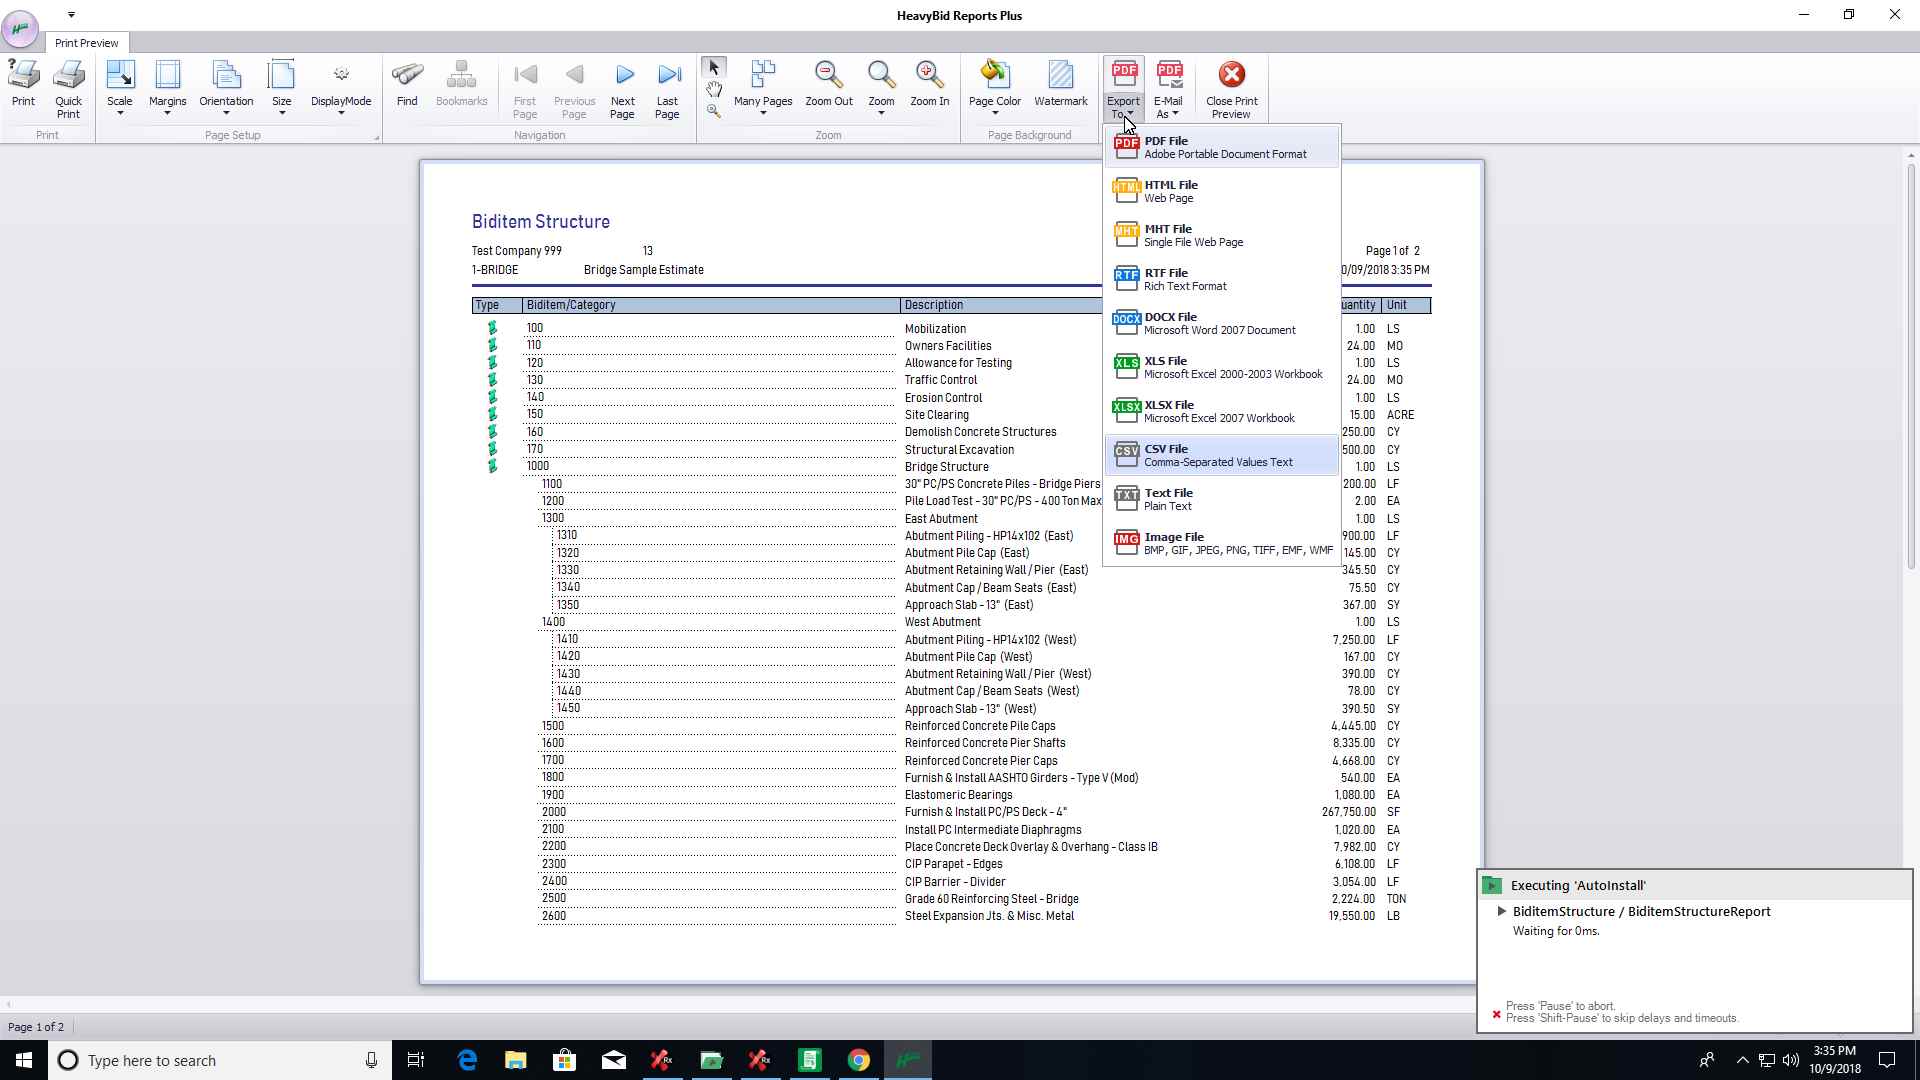 HeavyBid Reports Plus
Print Preview
Print
Quick Print
Scale
Margins
Orientation
Size
DisplayMode
Find
Bookmarks
First Page
Previous Page
Next Page
Last Page
Many Pages
Zoom Out
Zoom
Zoom In
Page Color
Watermark
PDF
Export To
PDF
E-Mail As
Close Print Preview
Print
Page Setup
Navigation
Zoom
Page Background
PDF
PDF File
Adobe Portable Document Format
HTML
HTML File
Web Page
MHT
MHT File
Single File Web Page
RTF
RTF File
Rich Text Format
DOCX
DOCX File
Microsoft Word 2007 Document
XLS
XLS File
Microsoft Excel 2000-2003 Workbook
XLSX
XLSX File
Microsoft Excel 2007 Workbook
CSV
CSV File
Comma-Separated Values Text
TXT
Text File
Plain Text
IMG
Image File
BMP, GIF, JPEG, PNG, TIFF, EMF, WMF
Biditem Structure
Test Company 999 13 Page 1 of 2
1-BRIDGE Bridge Sample Estimate 0/09/2018 3:35 PM
Type Biditem/Category Description uantity Unit
100 Mobilization 1.00 LS
110 Owners Facilities 24.00 MO
120 Allowance for Testing 1.00 LS
130 Traffic Control 24.00 MO
140 Erosion Control 1.00 LS
150 Site Clearing 15.00 ACRE
160 Demolish Concrete Structures 250.00 CY
170 Structural Excavation 500.00 CY
1000 Bridge Structure 1.00 LS
1100 30" PC/PS Concrete Piles - Bridge Piers 200.00 LF
1200 Pile Load Test - 30" PC/PS - 400 Ton Max 2.00 EA
1300 East Abutment 1.00 LS
1310 Abutment Piling - HP14x102 (East) 900.00 LF
1320 Abutment Pile Cap (East) 145.00 CY
1330 Abutment Retaining Wall / Pier (East) 345.50 CY
1340 Abutment Cap / Beam Seats (East) 75.50 CY
1350 Approach Slab - 13" (East) 367.00 SY
1400 West Abutment 1.00 LS
1410 Abutment Piling - HP14x102 (West) 7,250.00 LF
1420 Abutment Pile Cap (West) 167.00 CY
1430 Abutment Retaining Wall / Pier (West) 390.00 CY
1440 Abutment Cap / Beam Seats (West) 78.00 CY
1450 Approach Slab - 13" (West) 390.50 SY
1500 Reinforced Concrete Pile Caps 4,445.00 CY
1600 Reinforced Concrete Pier Shafts 8,335.00 CY
1700 Reinforced Concrete Pier Caps 4,668.00 CY
1800 Furnish & Install AASHTO Girders - Type V (Mod) 540.00 EA
1900 Elastomeric Bearings 1,080.00 EA
2000 Furnish & Install PC/PS Deck - 4" 267,750.00 SF
2100 Install PC Intermediate Diaphragms 1,020.00 EA
2200 Place Concrete Deck Overlay & Overhang - Class IB 7,982.00 CY
2300 CIP Parapet - Edges 6,108.00 LF
2400 CIP Barrier - Divider 3,054.00 LF
2500 Grade 60 Reinforcing Steel - Bridge 2,224.00 TON
2600 Steel Expansion Jts. & Misc. Metal 19,550.00 LB
Executing 'AutoInstall'
BiditemStructure / BiditemStructureReport
Waiting for 0ms.
Press 'Pause' to abort.
Press 'Shift-Pause' to skip delays and timeouts.
Page 1 of 2
Type here to search
3:35 PM
10/9/2018